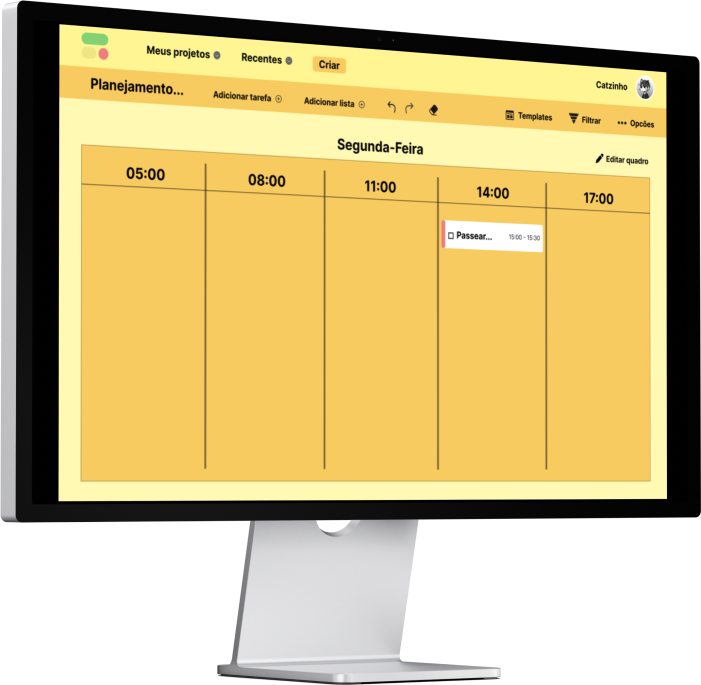 Meus projetos
Recentes
Criar
Catzinho
Planejamento...
Adicionar tarefa
Adicionar lista
Templates
Filtrar
Opcões
Segunda-Feira
Editar quadro
05:00
08:00
11:00
14:00
17:00
Passear...
15:00 - 15:30